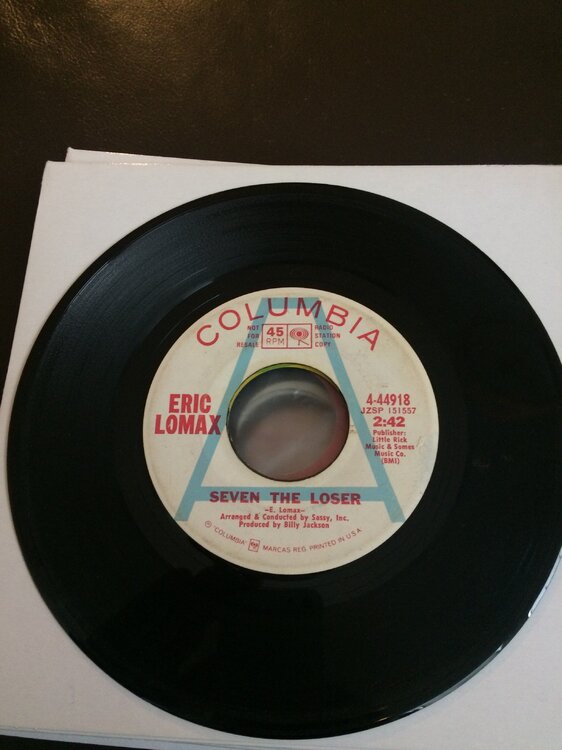 COLUMBIA
NOT FOR RESALE
45 RPM
RADIO STATION COPY
ERIC LOMAX
4-44918
JZSP 151557
2:42
Publisher:
Little Rick
Music & Somes
Music Co.
(BMI)
SEVEN THE LOSER
-E. Lomax-
Arranged & Conducted by Sassy, Inc.
Produced by Billy Jackson
℗ "COLUMBIA" MARCAS REG. PRINTED IN U.S.A.